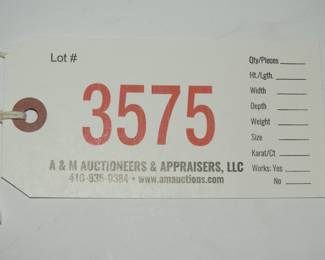 Lot #
3575
A & M AUCTIONEERS & APPRAISERS, LLC
410-935-0384 • www.amauctions.com
Qty/Pieces
Ht./Lgth.
Width
Depth
Weight
Size
Karat/Ct
Works: Yes
No